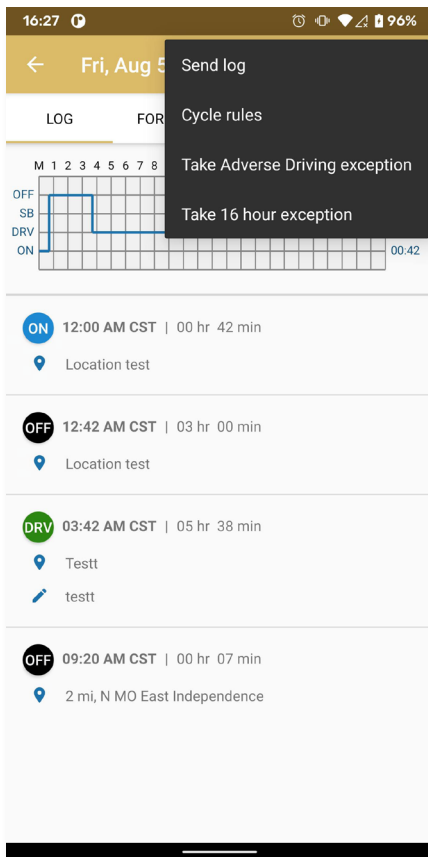 16:27
96%
Fri, Aug 5
Send log
Cycle rules
Take Adverse Driving exception
Take 16 hour exception
LOG
FOR
M 1 2 3 4 5 6 7 8
OFF
SB
DRV
ON
00:42
ON 12:00 AM CST | 00 hr 42 min
Location test
OFF 12:42 AM CST | 03 hr 00 min
Location test
DRV 03:42 AM CST | 05 hr 38 min
Testt
testt
OFF 09:20 AM CST | 00 hr 07 min
2 mi, N MO East Independence